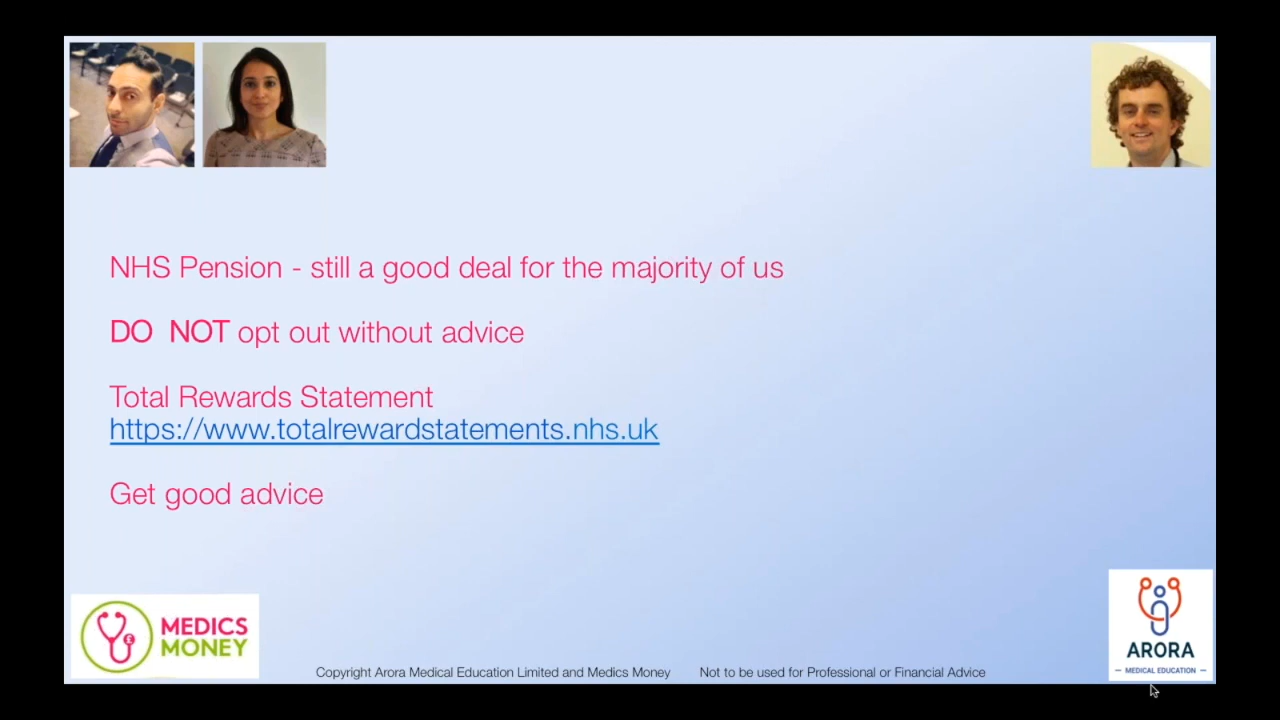 NHS Pension - still a good deal for the majority of us
DO NOT opt out without advice
Total Rewards Statement
https://www.totalrewardstatements.nhs.uk
Get good advice
MEDICS
MONEY
Copyright Arora Medical Education Limited and Medics Money Not to be used for Professional or Financial Advice
ARORA
– MEDICAL EDUCATION –